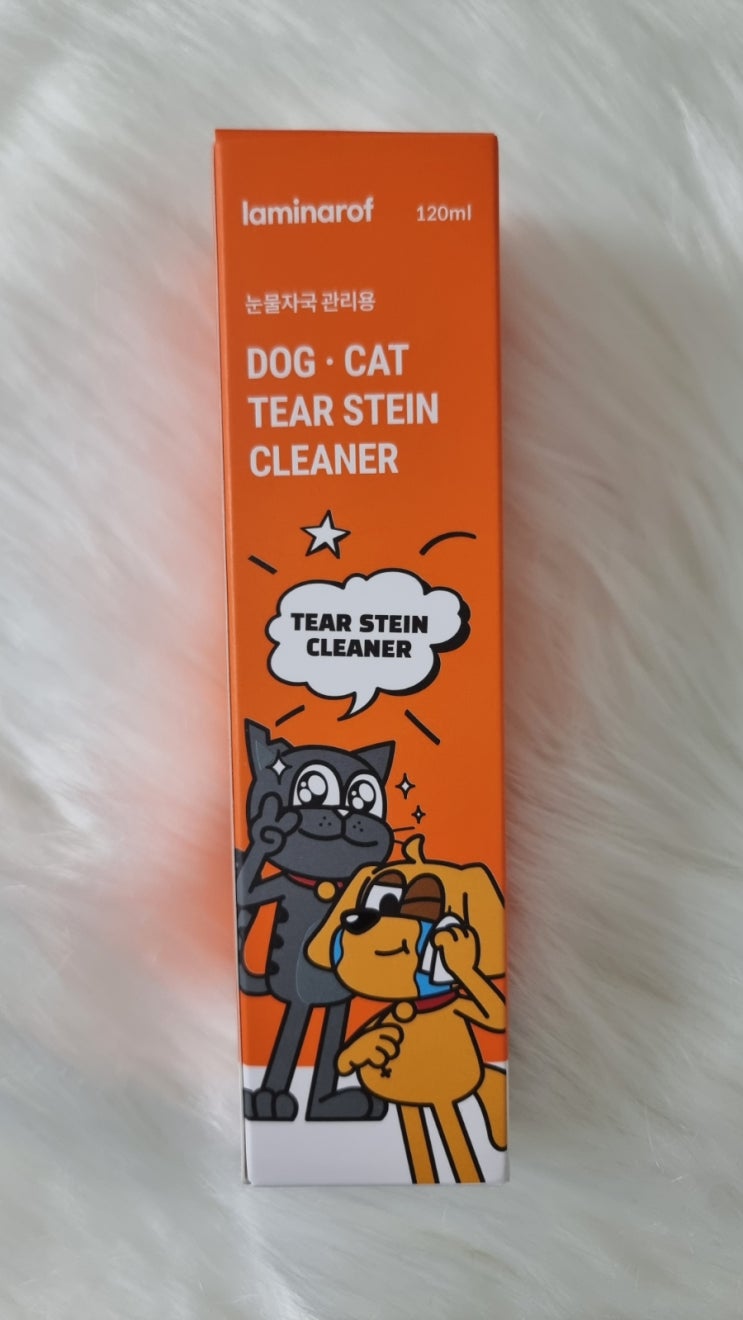 laminarof 120ml
눈물자국 관리용
DOG · CAT
TEAR STEIN
CLEANER
TEAR STEIN
CLEANER